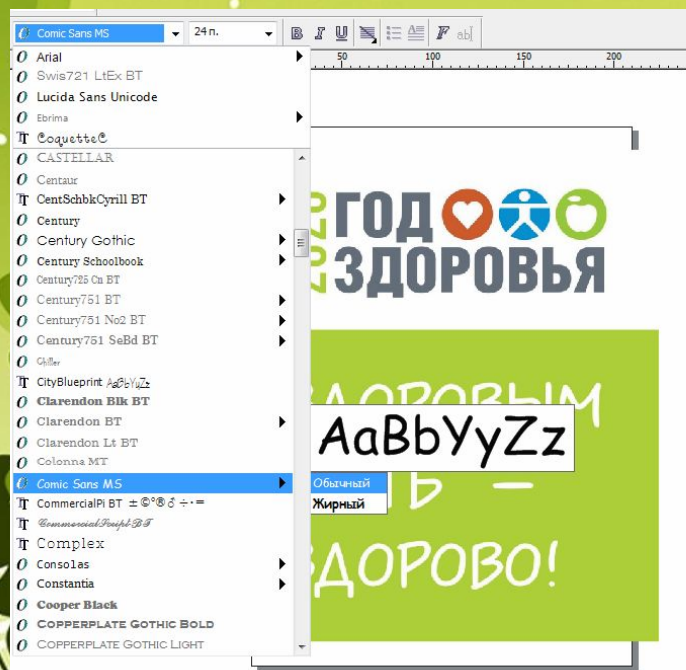 Comic Sans MS 24 п. B I U F ab
50 100 150 200
Arial
Swis721 LtEx BT
Lucida Sans Unicode
Ebrima
CoquetteC
CASTELLAR
Centaur
CentSchbkCyrill BT
Century
Century Gothic
Century Schoolbook
Century725 Cn BT
Century751 BT
Century751 No2 BT
Century751 SeBd BT
Chiller
CityBlueprint AaBbYyZz
Clarendon Blk BT
Clarendon BT
Clarendon Lt BT
Colonna MT
Comic Sans MS
CommercialPi BT ± ©°® ♂ ÷·=
CommercialScript BT
Complex
Consolas
Constantia
Cooper Black
COPPERPLATE GOTHIC BOLD
COPPERPLATE GOTHIC LIGHT
AaBbYyZz
Обычный
Жирный
ГОД
ЗДОРОВЬЯ
ЗДОРОВЫМ
ТЬ –
ЗДОРОВО!